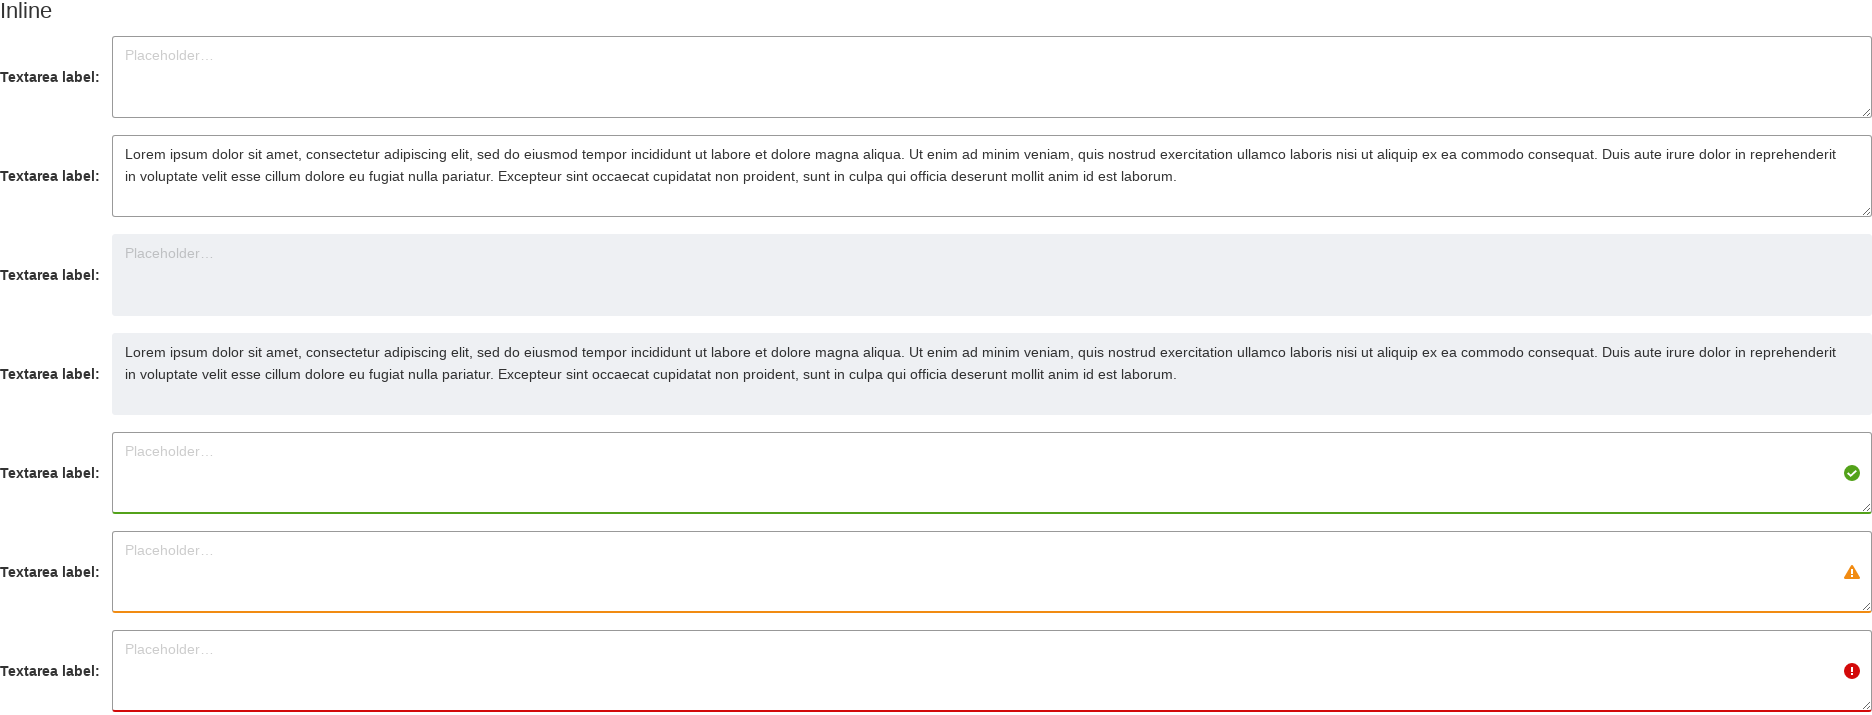 Inline
Textarea label:
Placeholder…
Textarea label:
Lorem ipsum dolor sit amet, consectetur adipiscing elit, sed do eiusmod tempor incididunt ut labore et dolore magna aliqua. Ut enim ad minim veniam, quis nostrud exercitation ullamco laboris nisi ut aliquip ex ea commodo consequat. Duis aute irure dolor in reprehenderit
in voluptate velit esse cillum dolore eu fugiat nulla pariatur. Excepteur sint occaecat cupidatat non proident, sunt in culpa qui officia deserunt mollit anim id est laborum.
Textarea label:
Placeholder…
Textarea label:
Lorem ipsum dolor sit amet, consectetur adipiscing elit, sed do eiusmod tempor incididunt ut labore et dolore magna aliqua. Ut enim ad minim veniam, quis nostrud exercitation ullamco laboris nisi ut aliquip ex ea commodo consequat. Duis aute irure dolor in reprehenderit
in voluptate velit esse cillum dolore eu fugiat nulla pariatur. Excepteur sint occaecat cupidatat non proident, sunt in culpa qui officia deserunt mollit anim id est laborum.
Textarea label:
Placeholder…
Textarea label:
Placeholder…
Textarea label:
Placeholder…